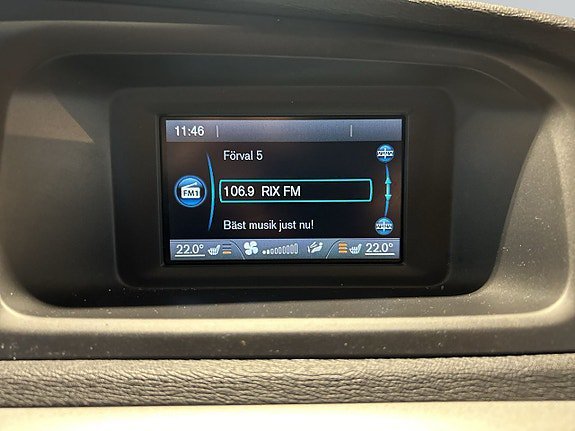 11:46
Förval 5
FM1
106.9 RIX FM
Bäst musik just nu!
22.0° 22.0°